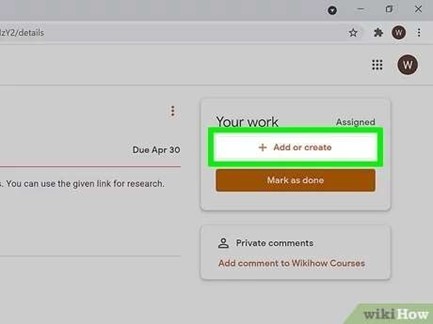 IzY2/details
W
W
Your work
Assigned
+ Add or create
Due Apr 30
s. You can use the given link for research.
Mark as done
Private comments
Add comment to Wikihow Courses
wikiHow